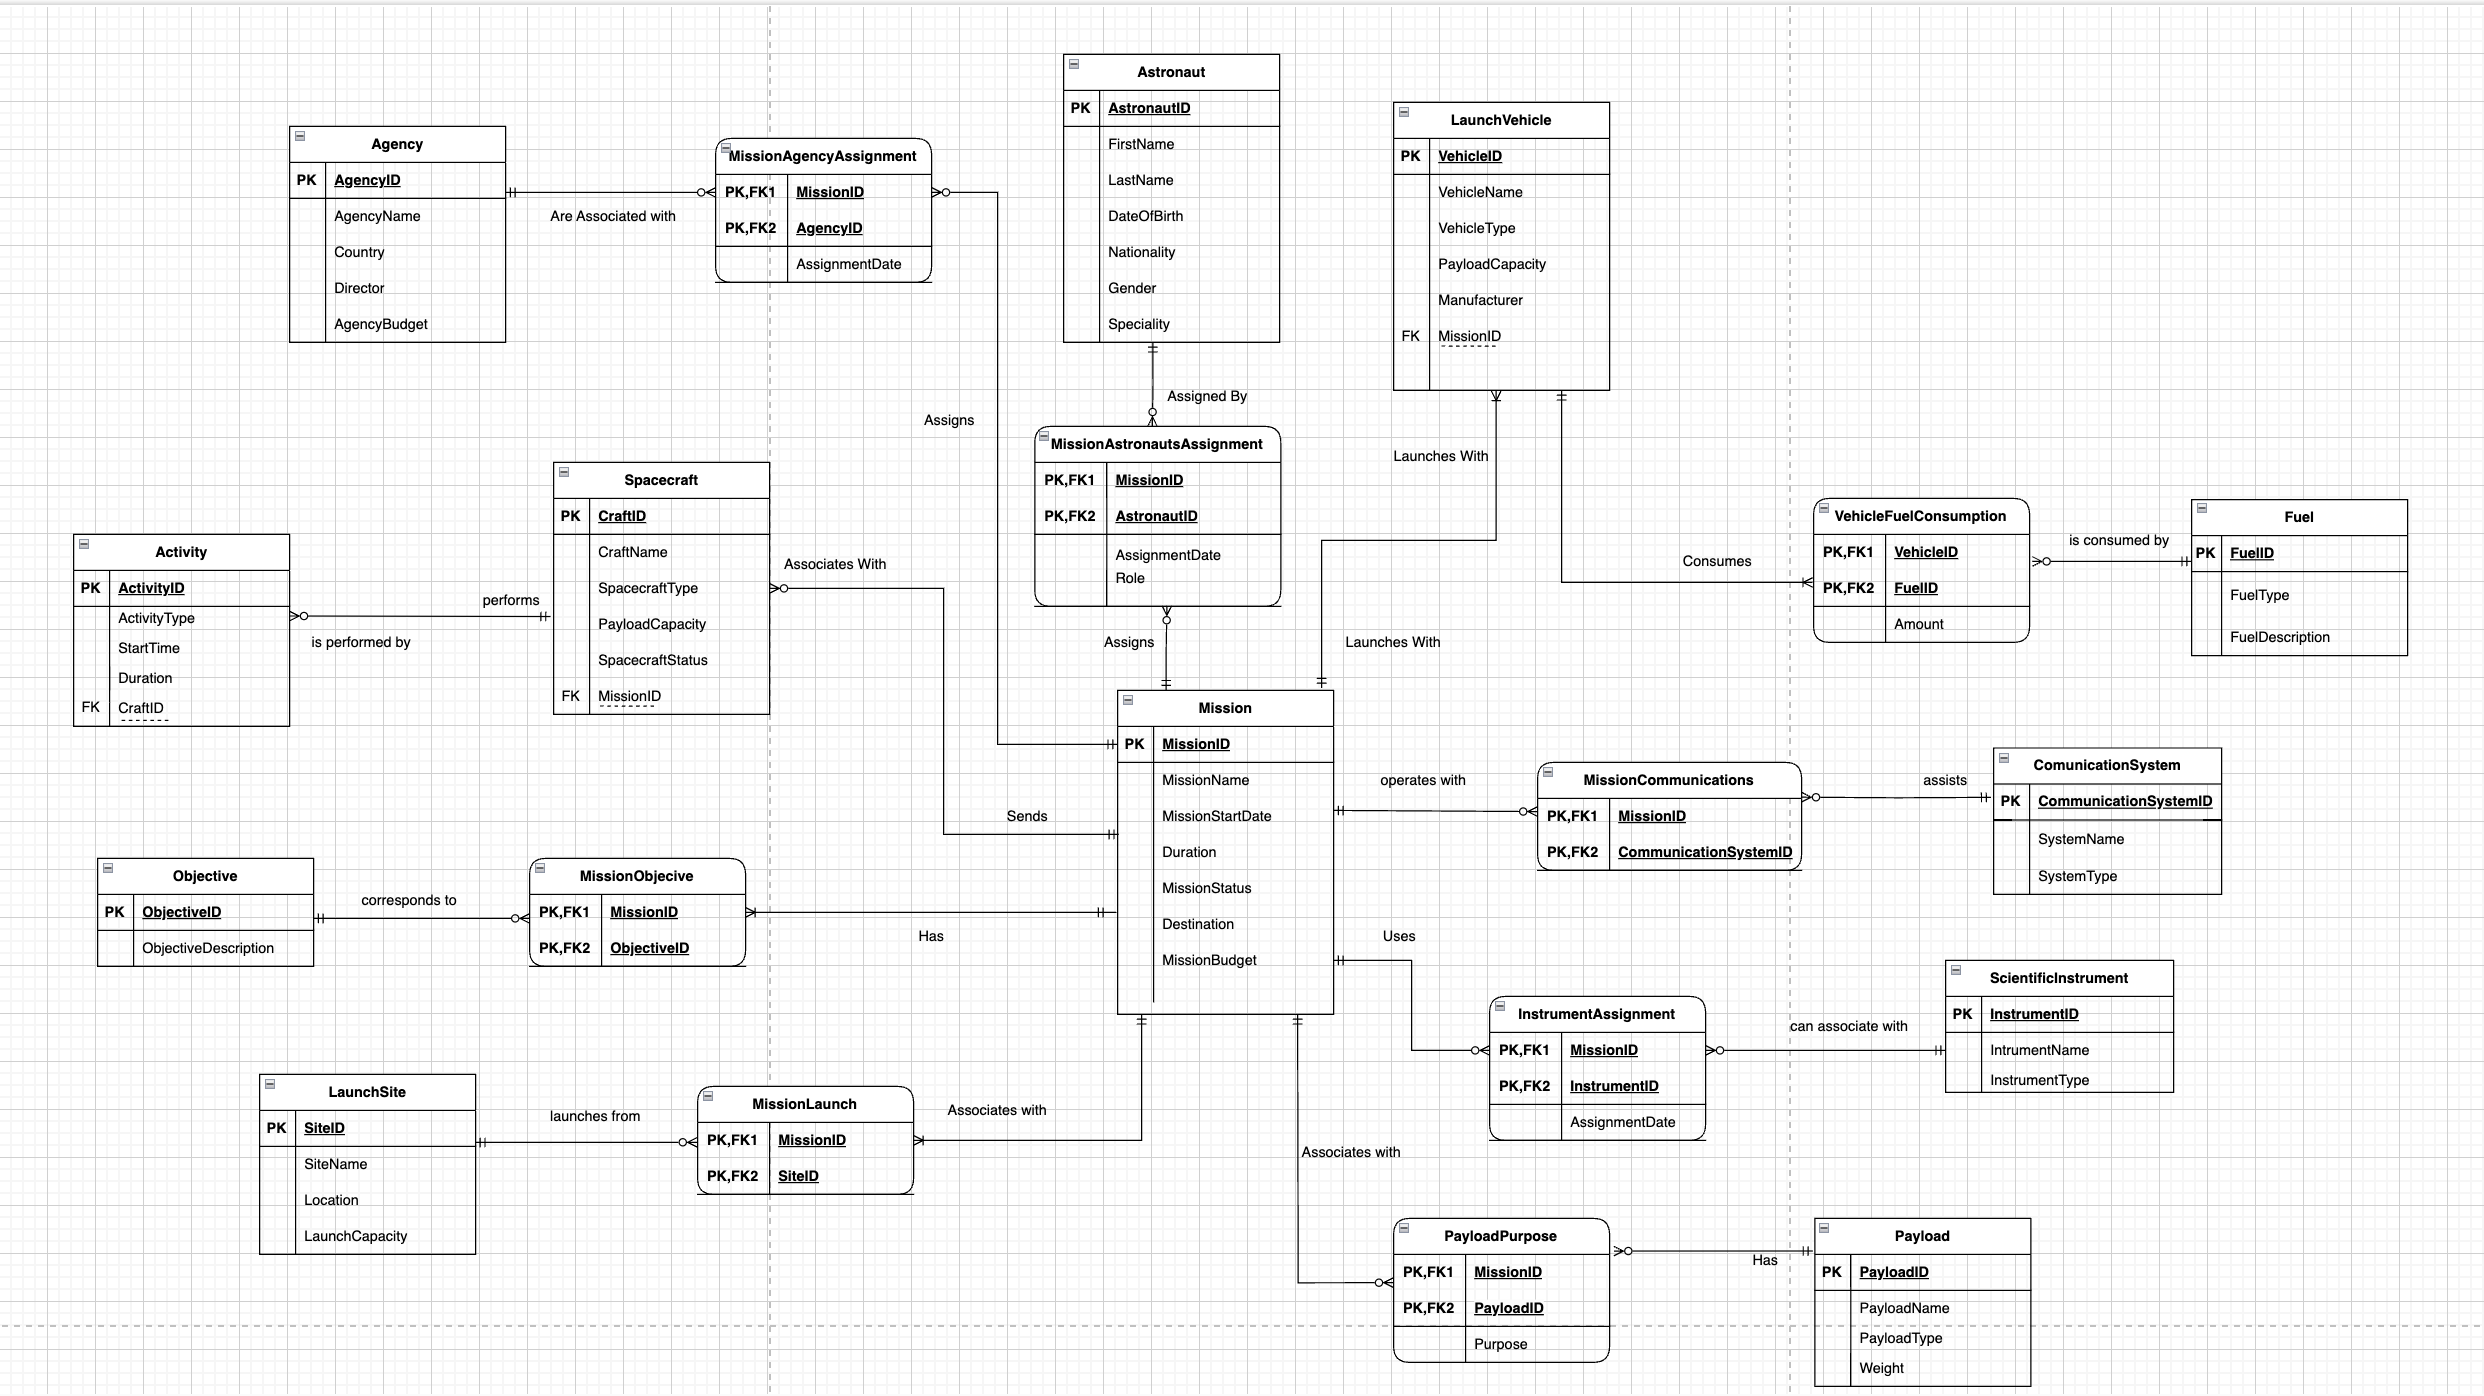 Astronaut
PK AstronautID
FirstName
LastName
DateOfBirth
Nationality
Gender
Speciality
LaunchVehicle
PK VehicleID
VehicleName
VehicleType
PayloadCapacity
Manufacturer
FK MissionID
Agency
PK AgencyID
AgencyName
Country
Director
AgencyBudget
Are Associated with
MissionAgencyAssignment
PK,FK1 MissionID
PK,FK2 AgencyID
AssignmentDate
Assigns
Assigned By
MissionAstronautsAssignment
PK,FK1 MissionID
PK,FK2 AstronautID
AssignmentDate
Role
Assigns
Launches With
Launches With
Consumes
VehicleFuelConsumption
PK,FK1 VehicleID
PK,FK2 FuelID
Amount
is consumed by
Fuel
PK FuelID
FuelType
FuelDescription
Spacecraft
PK CraftID
CraftName
SpacecraftType
PayloadCapacity
SpacecraftStatus
FK MissionID
Associates With
Activity
PK ActivityID
ActivityType
StartTime
Duration
FK CraftID
performs
is performed by
Mission
PK MissionID
MissionName
MissionStartDate
Duration
MissionStatus
Destination
MissionBudget
Sends
operates with
MissionCommunications
PK,FK1 MissionID
PK,FK2 CommunicationSystemID
assists
ComunicationSystem
PK CommunicationSystemID
SystemName
SystemType
Objective
PK ObjectiveID
ObjectiveDescription
corresponds to
MissionObjecive
PK,FK1 MissionID
PK,FK2 ObjectiveID
Has
Uses
InstrumentAssignment
PK,FK1 MissionID
PK,FK2 InstrumentID
AssignmentDate
can associate with
ScientificInstrument
PK InstrumentID
IntrumentName
InstrumentType
LaunchSite
PK SiteID
SiteName
Location
LaunchCapacity
launches from
MissionLaunch
PK,FK1 MissionID
PK,FK2 SiteID
Associates with
Associates with
PayloadPurpose
PK,FK1 MissionID
PK,FK2 PayloadID
Purpose
Has
Payload
PK PayloadID
PayloadName
PayloadType
Weight